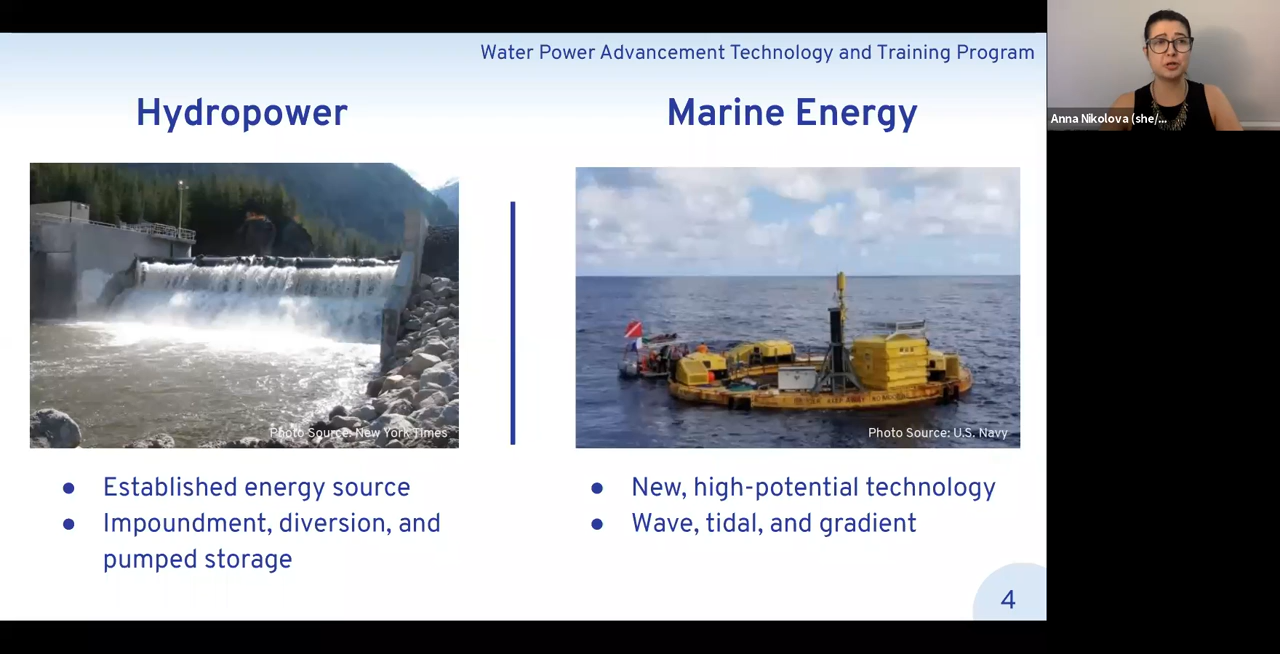 Water Power Advancement Technology and Training Program
Hydropower
Marine Energy
Photo Source: New York Times
Photo Source: U.S. Navy
● Established energy source
● Impoundment, diversion, and
pumped storage
● New, high-potential technology
● Wave, tidal, and gradient
4
Anna Nikolova (she/...